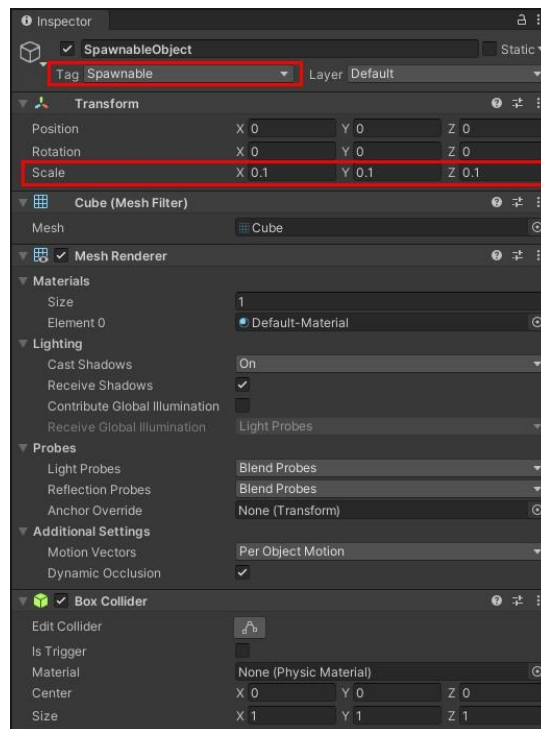 Inspector
SpawnableObject Static
Tag Spawnable Layer Default
Transform
Position X 0 Y 0 Z 0
Rotation X 0 Y 0 Z 0
Scale X 0.1 Y 0.1 Z 0.1
Cube (Mesh Filter)
Mesh Cube
Mesh Renderer
Materials
Size 1
Element 0 Default-Material
Lighting
Cast Shadows On
Receive Shadows
Contribute Global Illumination
Receive Global Illumination Light Probes
Probes
Light Probes Blend Probes
Reflection Probes Blend Probes
Anchor Override None (Transform)
Additional Settings
Motion Vectors Per Object Motion
Dynamic Occlusion
Box Collider
Edit Collider
Is Trigger
Material None (Physic Material)
Center X 0 Y 0 Z 0
Size X 1 Y 1 Z 1